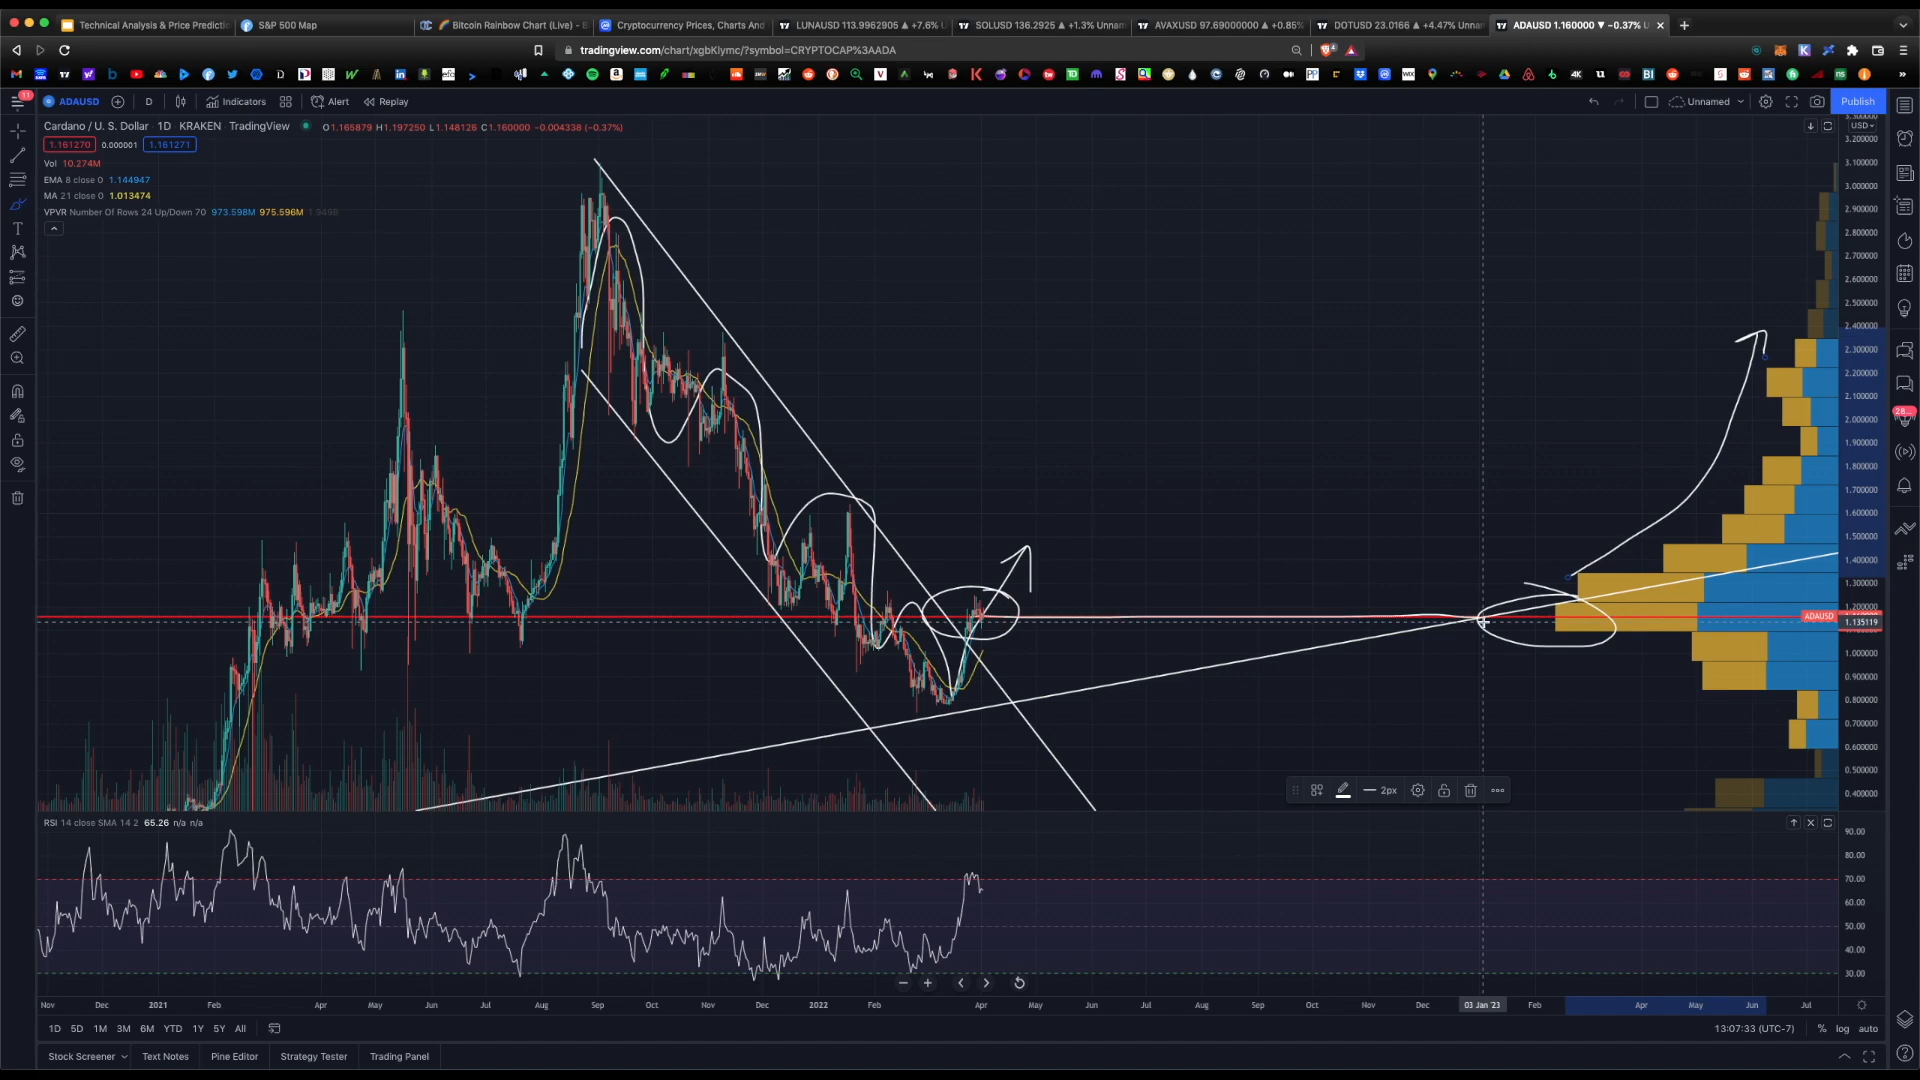 Technical Analysis & Price Predictio
S&P 500 Map
Bitcoin Rainbow Chart (Live) - B
Cryptocurrency Prices, Charts And
LUNAUSD 113.9962905 ▲ +7.6% U
SOLUSD 136.2925 ▲ +1.3% Unnam
AVAXUSD 97.69000000 ▲ +0.85%
DOTUSD 23.0166 ▲ +4.47% Unnam
ADAUSD 1.160000 ▼ −0.37% U
tradingview.com/chart/xgbKlymc/?symbol=CRYPTOCAP%3AADA
11
ADAUSD
D
Indicators
Alert
Replay
Unnamed
Publish
Cardano / U. S. Dollar · 1D · KRAKEN · TradingView
O1.165879 H1.197250 L1.148126 C1.160000 −0.004338 (−0.37%)
USD
1.161270
0.000001
1.161271
Vol 10.274M
EMA 8 close 0 1.144947
MA 21 close 0 1.013474
VPVR Number Of Rows 24 Up/Down 70 973.598M 975.596M
3.300000
3.200000
3.100000
3.000000
2.900000
2.800000
2.700000
2.600000
2.500000
2.400000
2.300000
2.200000
2.100000
2.000000
1.900000
1.800000
1.700000
1.600000
1.500000
1.400000
1.300000
1.200000
ADAUSD
1.135119
1.000000
0.900000
0.800000
0.700000
0.600000
0.500000
0.400000
2px
RSI 14 close SMA 14 2 65.26 n/a n/a
90.00
80.00
70.00
60.00
50.00
40.00
30.00
Nov Dec 2021 Feb Apr May Jun Jul Aug Sep Oct Nov Dec 2022 Feb Apr May Jun Jul Aug Sep Oct Nov Dec 03 Jan '23 Feb Apr May Jun Jul
1D 5D 1M 3M 6M YTD 1Y 5Y All
13:07:33 (UTC-7)
% log auto
Stock Screener
Text Notes
Pine Editor
Strategy Tester
Trading Panel